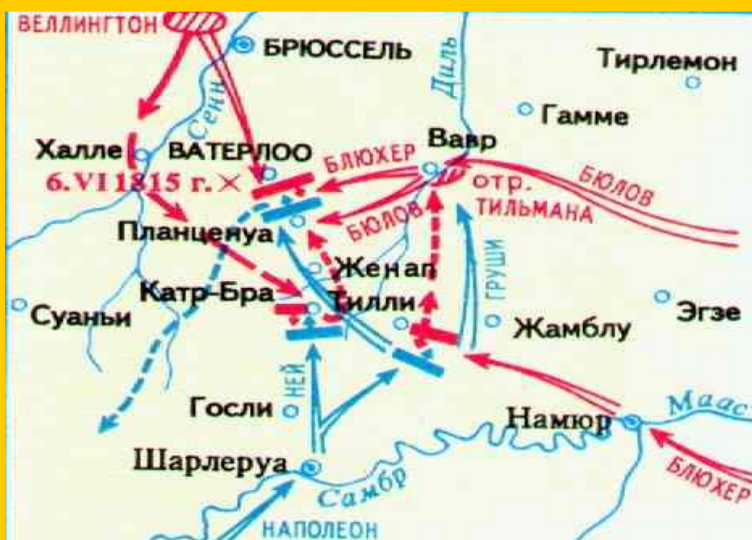 ВЕЛЛИНГТОН
БРЮССЕЛЬ
Тирлемон
Диль
Сенн
Гамме
Халле
ВАТЕРЛОО
БЛЮХЕР
Вавр
6.VI 1815 г.
отр.
ТИЛЬМАНА
БЮЛОВ
БЮЛОВ
Планценуа
Женап
Катр-Бра
Тилли
ГРУШИ
Эгзе
Суаньи
Жамблу
НЕЙ
Госли
Намюр
Маас
Шарлеруа
Самбр
БЛЮХЕР
НАПОЛЕОН